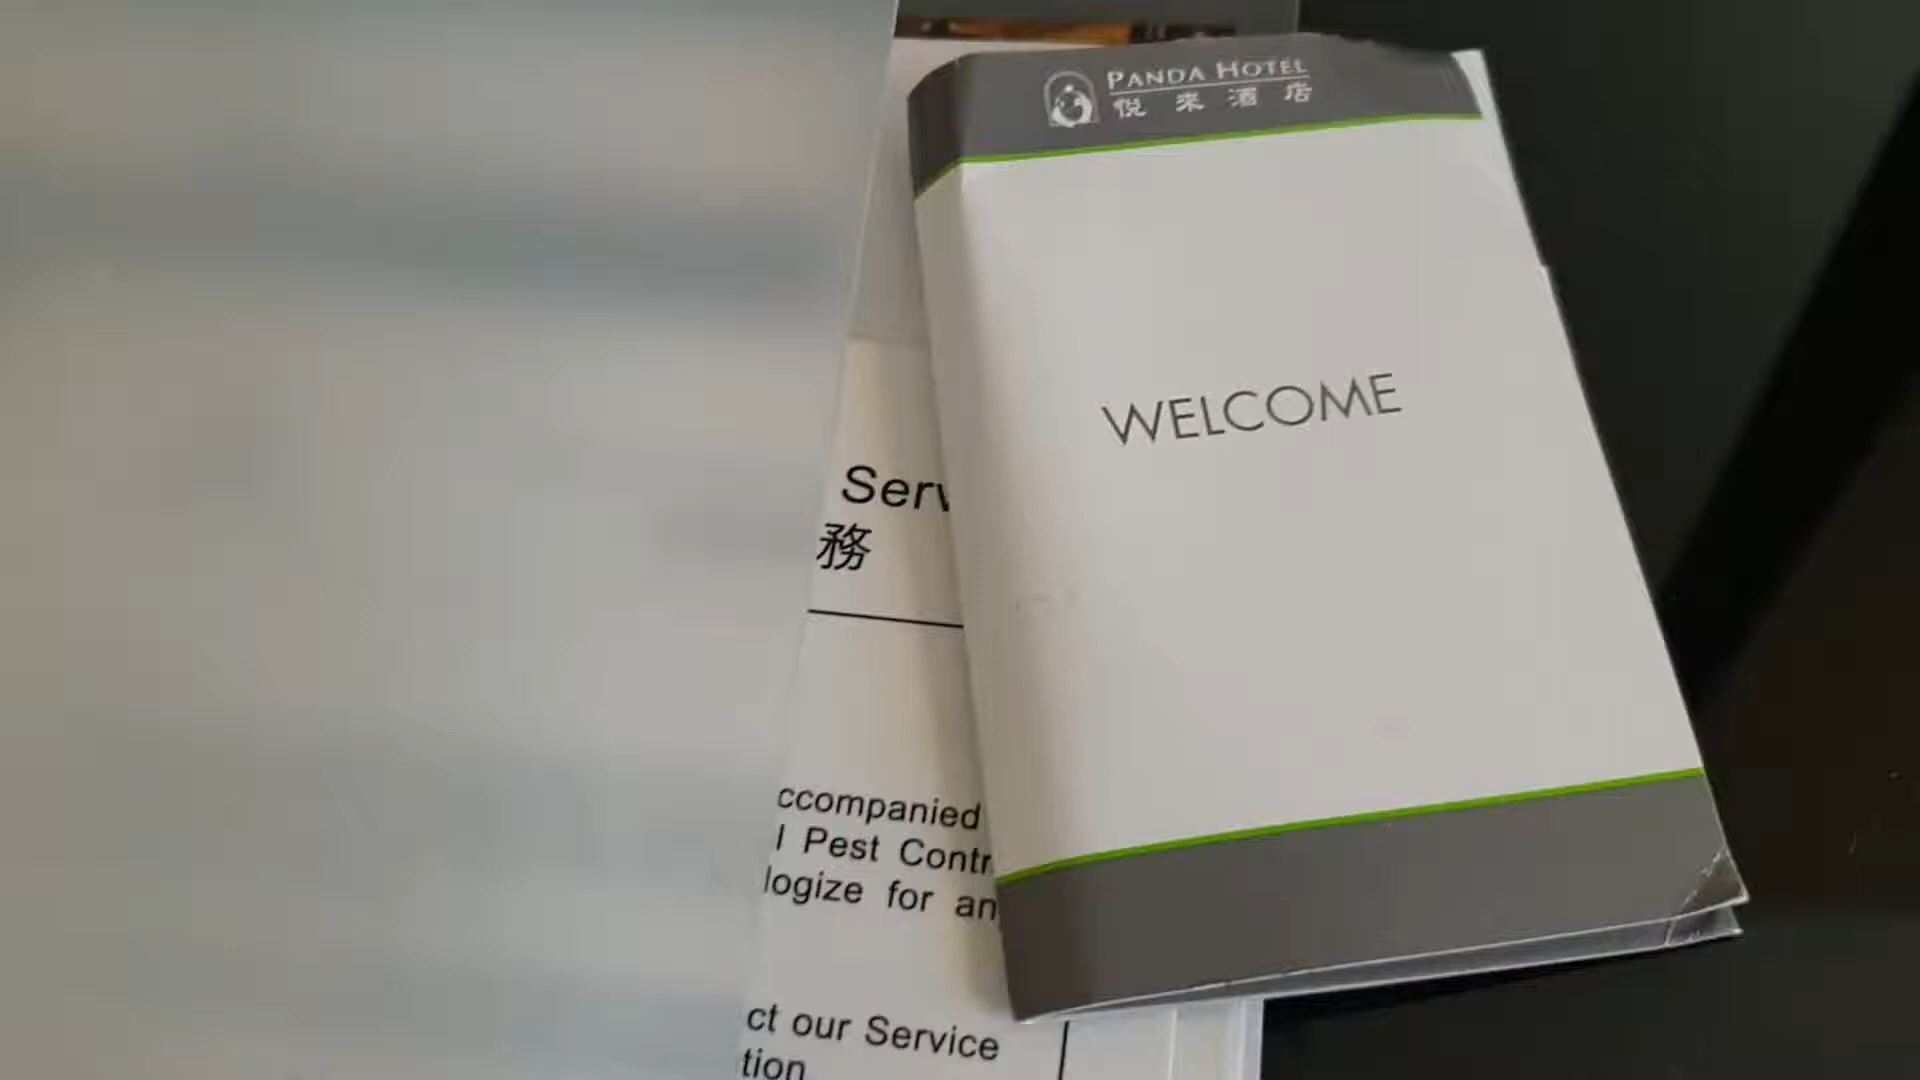 PANDA HOTEL
悅來酒店
WELCOME
Serv
務
ccompanied
l Pest Contr
logize for an
ct our Service
tion